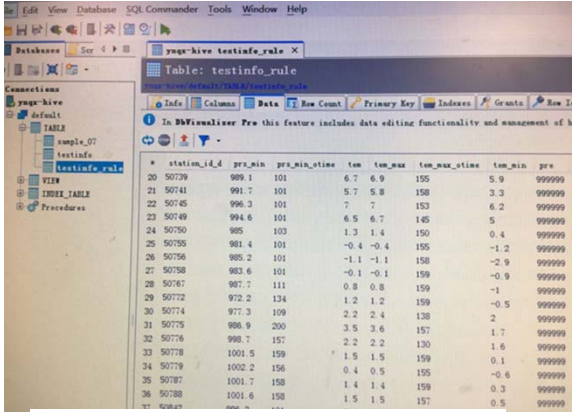 File Edit View Database SQL Commander Tools Window Help
Databases Scr
ynqx-hive testinfo_rule ×
Table: testinfo_rule
ynqx-hive/default/TABLE/testinfo_rule
Connections
ynqx-hive
default
TABLE
sample_07
testinfo
testinfo_rule
VIEW
INDEX_TABLE
Procedures
Info Columns Data Row Count Primary Key Indexes Grants Row I
In DbVisualizer Pro this feature includes data editing functionality and management of b
* station_id_d prs_min prs_min_otime tem tem_max tem_max_otime tem_min pre
20 50739 989.1 101 6.7 6.9 155 5.9 999999
21 50741 991.7 101 5.7 5.8 158 3.3 999999
22 50745 996.3 101 7 7 153 6.2 999999
23 50749 994.6 101 6.5 6.7 145 5 999999
24 50750 985 103 1.3 1.4 150 0.4 999999
25 50755 981.4 101 -0.4 -0.4 155 -1.2 999999
26 50756 985.2 101 -1.1 -1.1 158 -2.9 999999
27 50758 983.6 101 -0.1 -0.1 159 -0.9 999999
28 50767 987.7 111 0.8 0.8 159 -1 999999
29 50772 972.2 134 1.2 1.2 159 -0.5 999999
30 50774 977.3 109 2.2 2.4 138 2 999999
31 50775 986.9 200 3.5 3.6 157 1.7 999999
32 50776 998.7 157 2.2 2.2 130 1.6 999999
33 50778 1001.5 159 1.5 1.5 159 0.1 999999
34 50779 1002.2 156 0.4 0.5 155 -0.6 999999
35 50787 1001.7 158 1.4 1.4 159 0.3 999999
36 50788 1001.6 158 1.5 1.5 157 0.5 999999